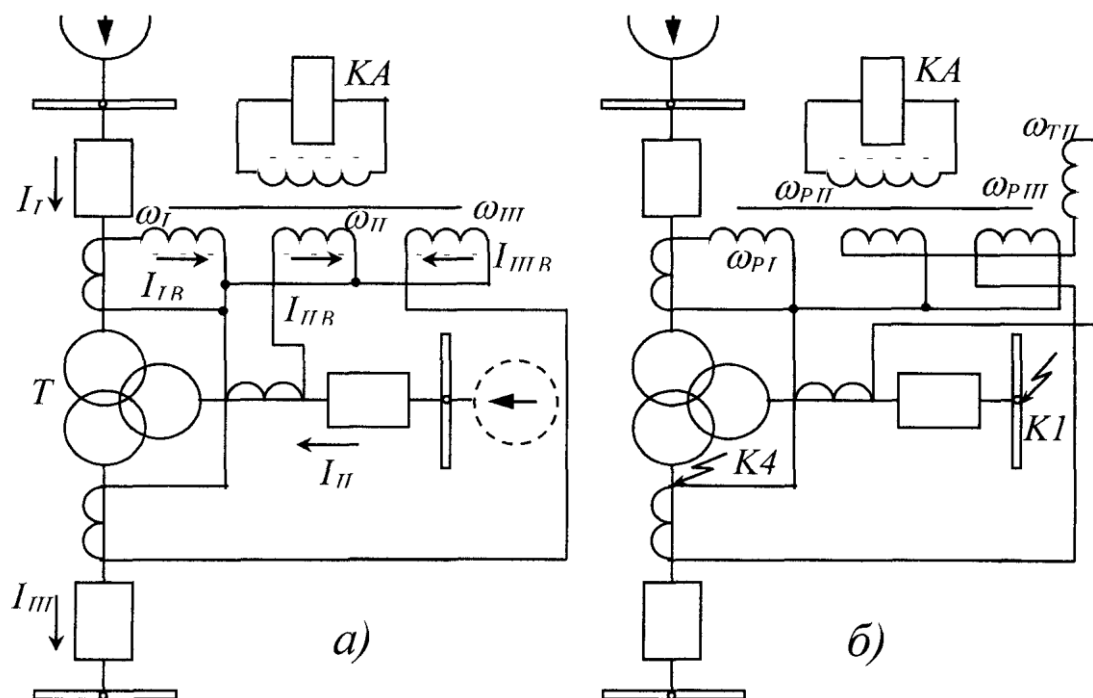 KA
I_I
ω_I
ω_II
ω_III
I_IB
I_IIB
I_IIIB
T
I_II
I_III
а)
KA
ω_TII
ω_PII
ω_PIII
ω_PI
K1
K4
б)